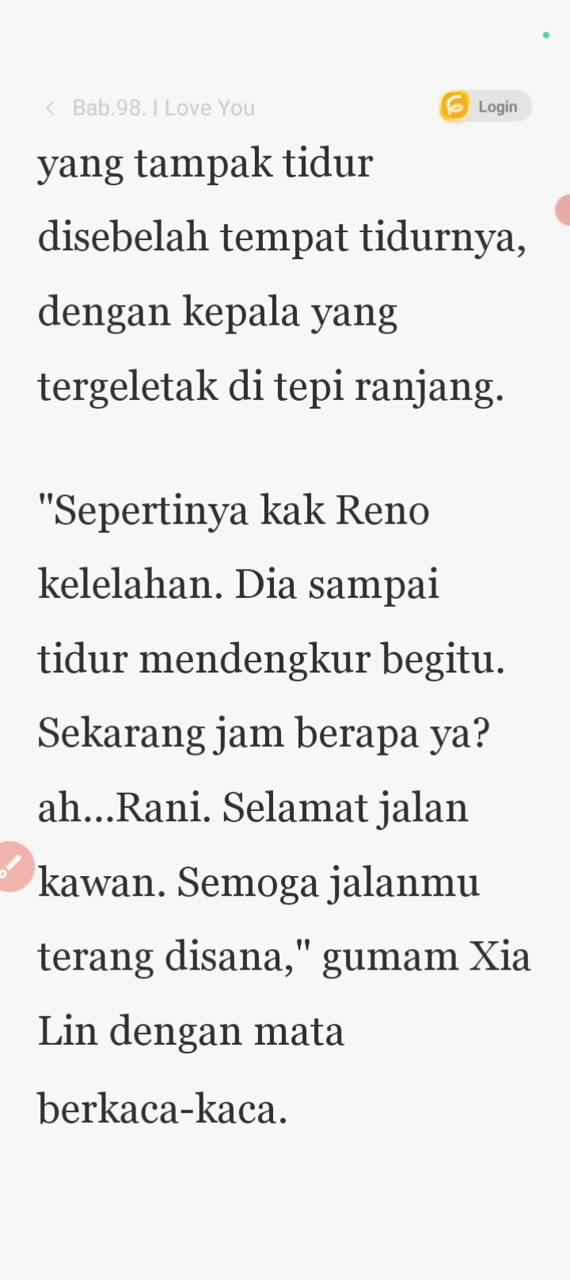 Bab.98. I Love You
Login
yang tampak tidur
disebelah tempat tidurnya,
dengan kepala yang
tergeletak di tepi ranjang.
"Sepertinya kak Reno
kelelahan. Dia sampai
tidur mendengkur begitu.
Sekarang jam berapa ya?
ah...Rani. Selamat jalan
kawan. Semoga jalanmu
terang disana," gumam Xia
Lin dengan mata
berkaca-kaca.